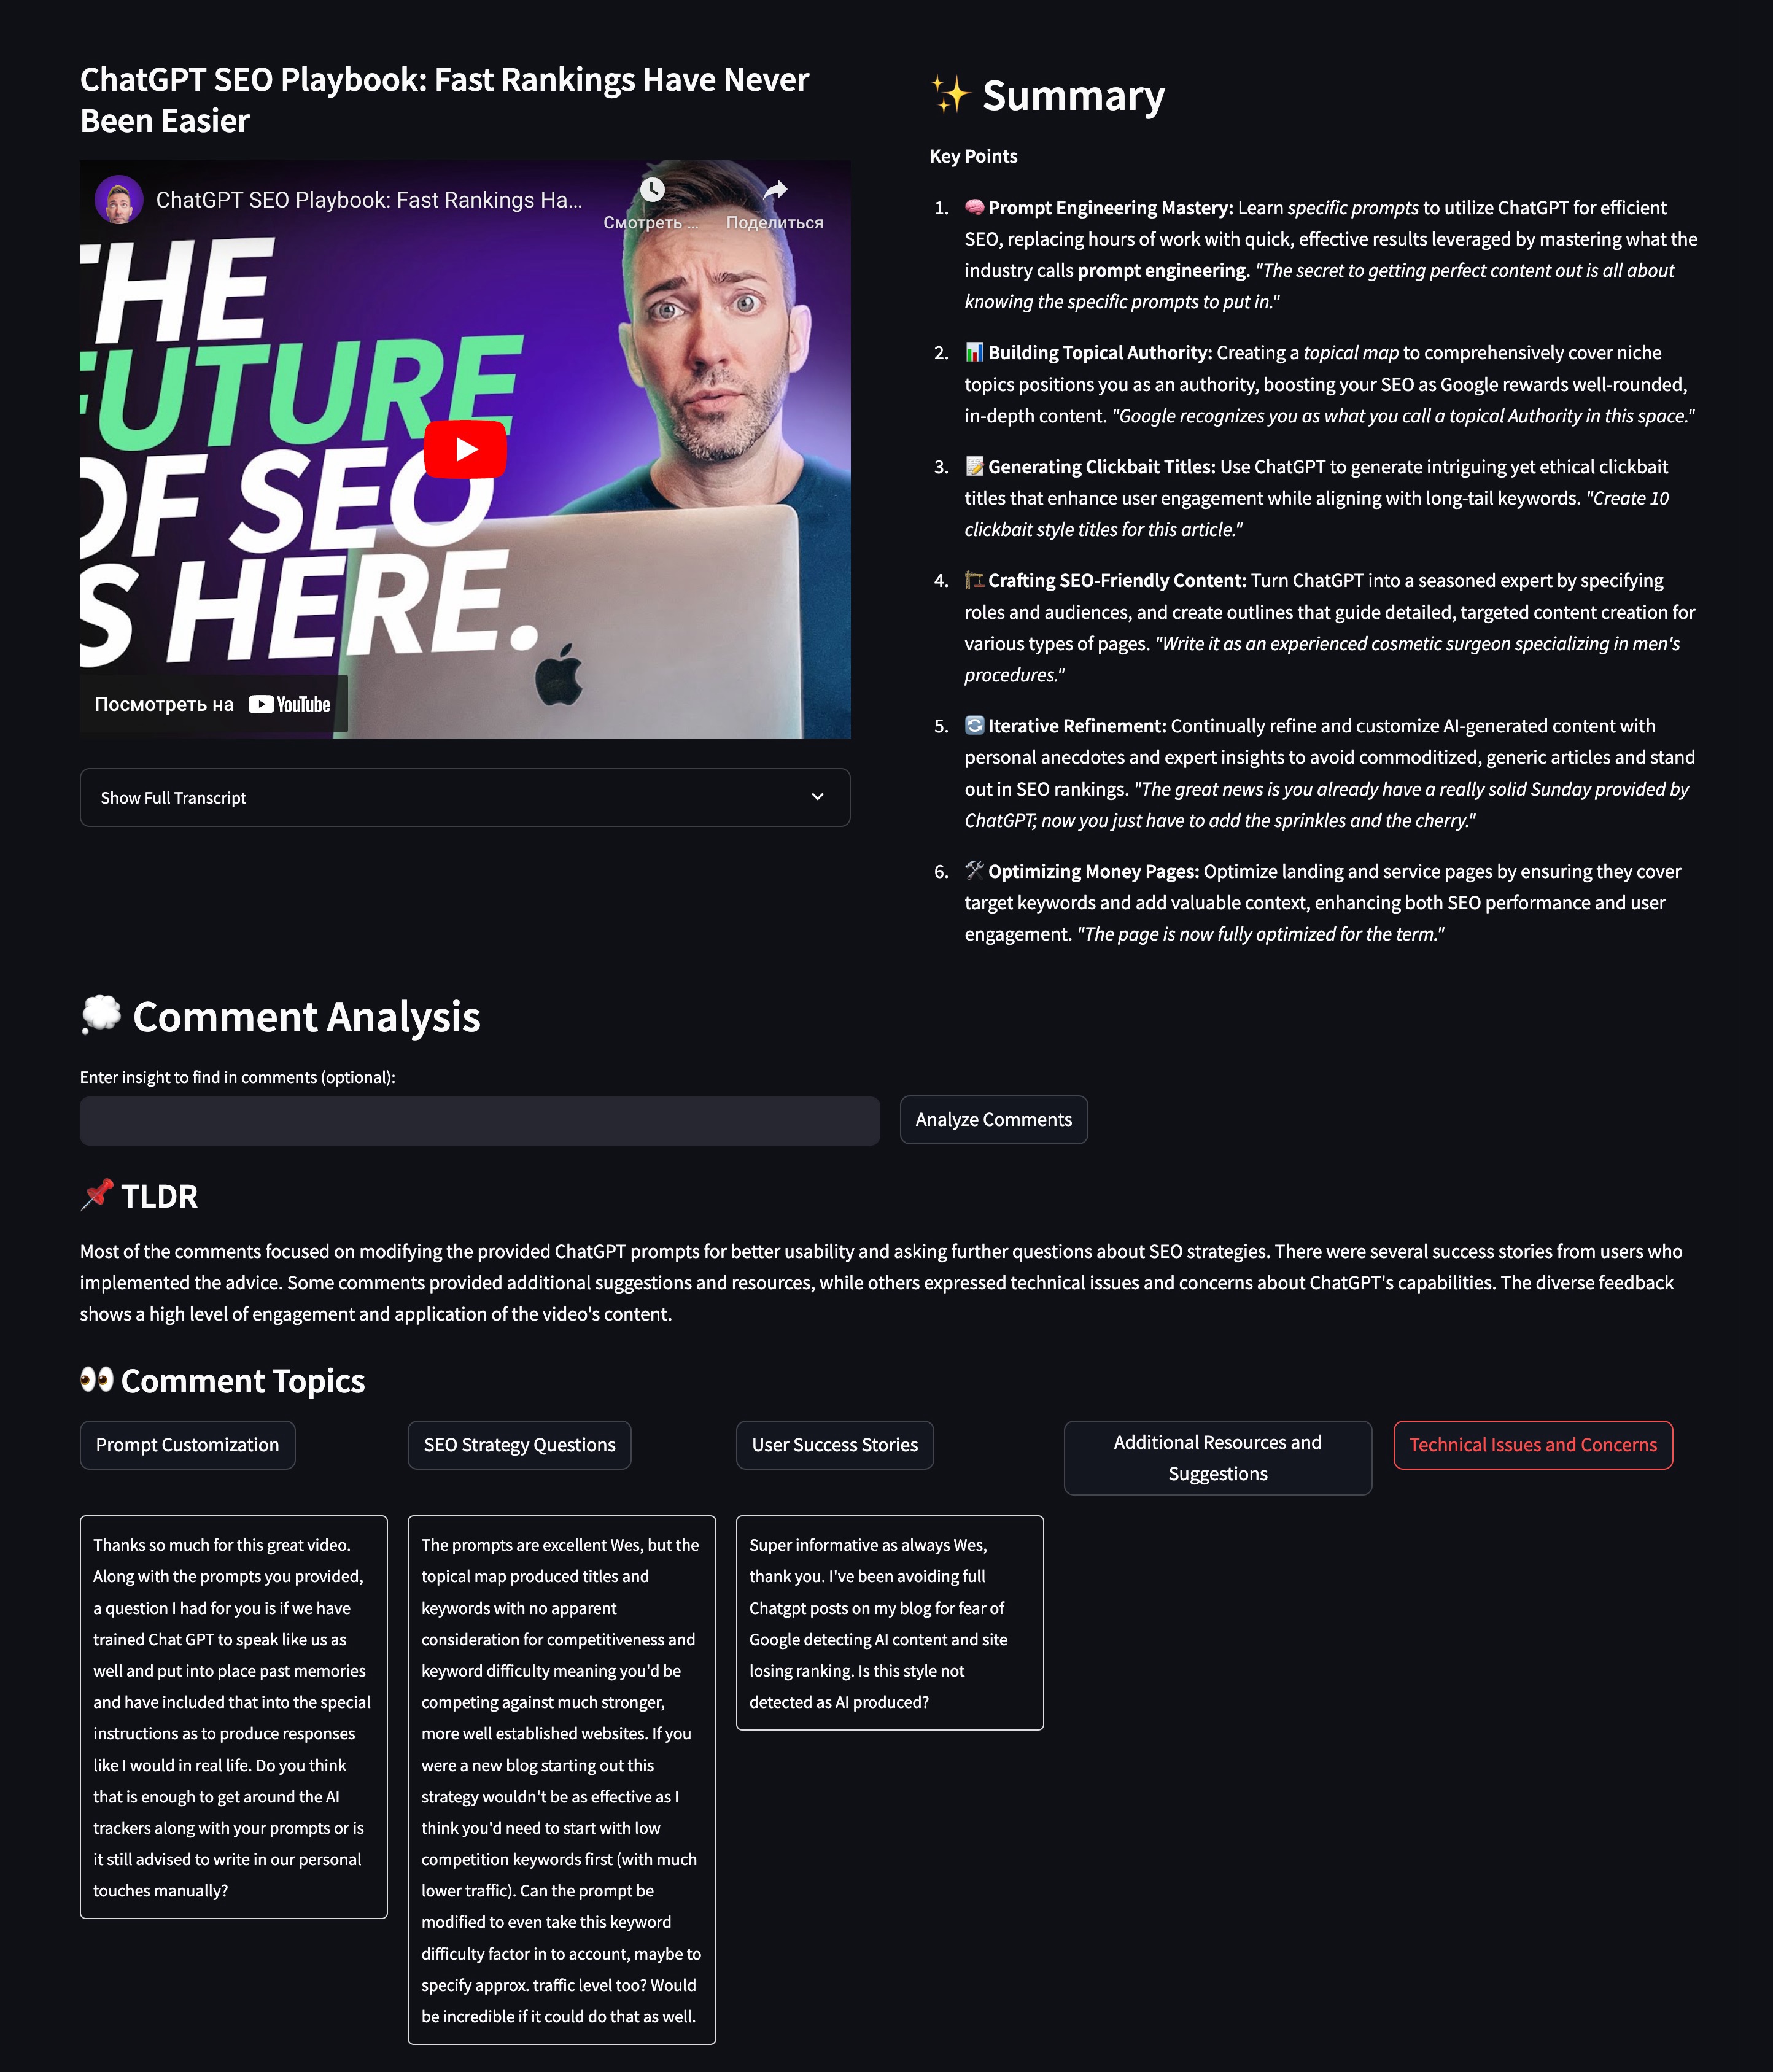 ChatGPT SEO Playbook: Fast Rankings Have Never
Been Easier
ChatGPT SEO Playbook: Fast Rankings Ha...
Смотреть ...
Поделиться
THE
FUTURE
OF SEO
IS HERE.
Посмотреть на YouTube
Show Full Transcript
✨ Summary
Key Points
1. 🧠 Prompt Engineering Mastery: Learn specific prompts to utilize ChatGPT for efficient
SEO, replacing hours of work with quick, effective results leveraged by mastering what the
industry calls prompt engineering. "The secret to getting perfect content out is all about
knowing the specific prompts to put in."
2. 📊 Building Topical Authority: Creating a topical map to comprehensively cover niche
topics positions you as an authority, boosting your SEO as Google rewards well-rounded,
in-depth content. "Google recognizes you as what you call a topical Authority in this space."
3. 📝 Generating Clickbait Titles: Use ChatGPT to generate intriguing yet ethical clickbait
titles that enhance user engagement while aligning with long-tail keywords. "Create 10
clickbait style titles for this article."
4. 🏗️ Crafting SEO-Friendly Content: Turn ChatGPT into a seasoned expert by specifying
roles and audiences, and create outlines that guide detailed, targeted content creation for
various types of pages. "Write it as an experienced cosmetic surgeon specializing in men's
procedures."
5. 🔄 Iterative Refinement: Continually refine and customize AI-generated content with
personal anecdotes and expert insights to avoid commoditized, generic articles and stand
out in SEO rankings. "The great news is you already have a really solid Sunday provided by
ChatGPT; now you just have to add the sprinkles and the cherry."
6. 🛠️ Optimizing Money Pages: Optimize landing and service pages by ensuring they cover
target keywords and add valuable context, enhancing both SEO performance and user
engagement. "The page is now fully optimized for the term."
💭 Comment Analysis
Enter insight to find in comments (optional):
Analyze Comments
📌 TLDR
Most of the comments focused on modifying the provided ChatGPT prompts for better usability and asking further questions about SEO strategies. There were several success stories from users who
implemented the advice. Some comments provided additional suggestions and resources, while others expressed technical issues and concerns about ChatGPT's capabilities. The diverse feedback
shows a high level of engagement and application of the video's content.
👀 Comment Topics
Prompt Customization
SEO Strategy Questions
User Success Stories
Additional Resources and
Suggestions
Technical Issues and Concerns
Thanks so much for this great video.
Along with the prompts you provided,
a question I had for you is if we have
trained Chat GPT to speak like us as
well and put into place past memories
and have included that into the special
instructions as to produce responses
like I would in real life. Do you think
that is enough to get around the AI
trackers along with your prompts or is
it still advised to write in our personal
touches manually?
The prompts are excellent Wes, but the
topical map produced titles and
keywords with no apparent
consideration for competitiveness and
keyword difficulty meaning you'd be
competing against much stronger,
more well established websites. If you
were a new blog starting out this
strategy wouldn't be as effective as I
think you'd need to start with low
competition keywords first (with much
lower traffic). Can the prompt be
modified to even take this keyword
difficulty factor in to account, maybe to
specify approx. traffic level too? Would
be incredible if it could do that as well.
Super informative as always Wes,
thank you. I've been avoiding full
Chatgpt posts on my blog for fear of
Google detecting AI content and site
losing ranking. Is this style not
detected as AI produced?